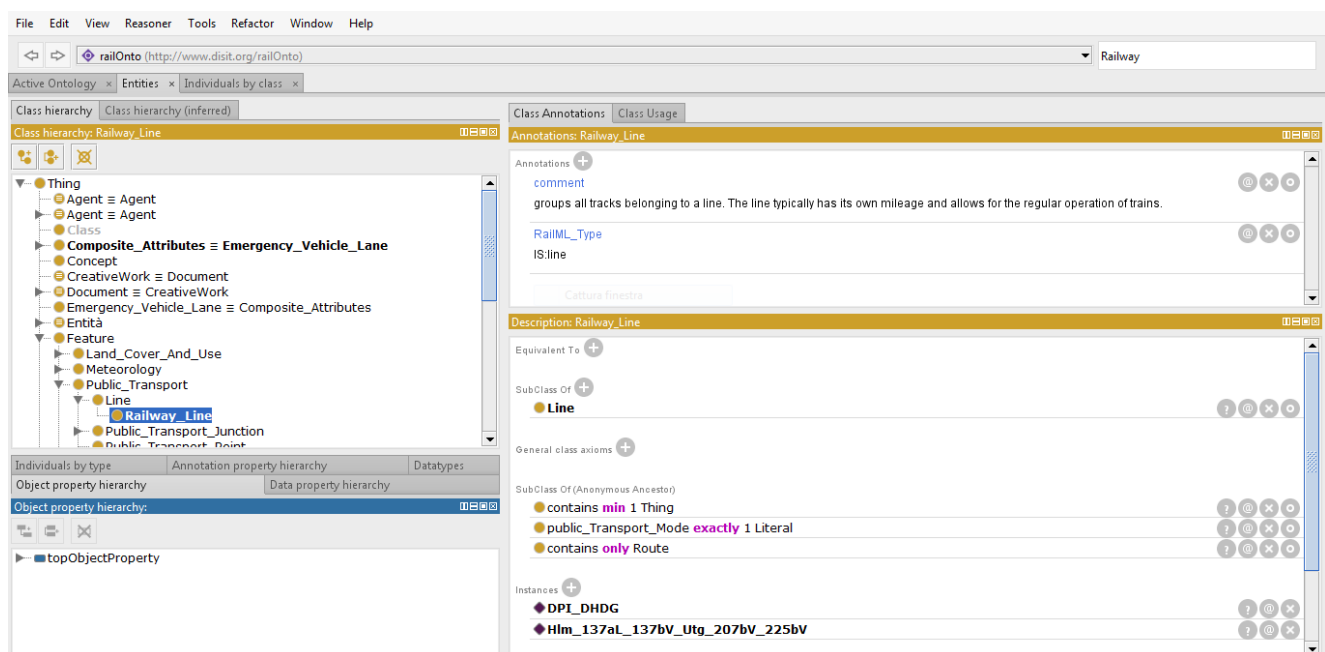 File Edit View Reasoner Tools Refactor Window Help
railOnto (http://www.disit.org/railOnto)
Railway
Active Ontology × Entities × Individuals by class ×
Class hierarchy Class hierarchy (inferred)
Class hierarchy: Railway_Line
Thing
Agent ≡ Agent
Agent ≡ Agent
Class
Composite_Attributes ≡ Emergency_Vehicle_Lane
Concept
CreativeWork ≡ Document
Document ≡ CreativeWork
Emergency_Vehicle_Lane ≡ Composite_Attributes
Entità
Feature
Land_Cover_And_Use
Meteorology
Public_Transport
Line
Railway_Line
Public_Transport_Junction
Public_Transport_Point
Individuals by type Annotation property hierarchy Datatypes
Object property hierarchy Data property hierarchy
Object property hierarchy:
topObjectProperty
Class Annotations Class Usage
Annotations: Railway_Line
Annotations
comment
groups all tracks belonging to a line. The line typically has its own mileage and allows for the regular operation of trains.
RailML_Type
IS:line
Cattura finestra
Description: Railway_Line
Equivalent To
SubClass Of
Line
General class axioms
SubClass Of (Anonymous Ancestor)
contains min 1 Thing
public_Transport_Mode exactly 1 Literal
contains only Route
Instances
DPI_DHDG
Hlm_137aL_137bV_Utg_207bV_225bV